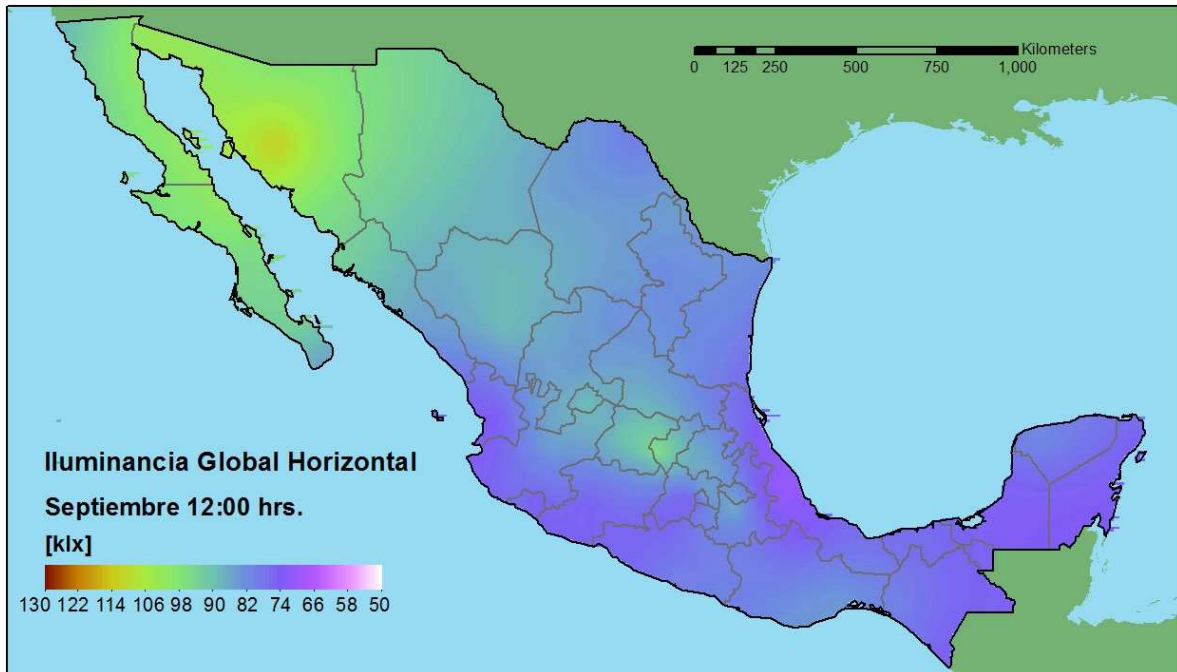 Kilometers
0 125 250 500 750 1,000
Iluminancia Global Horizontal
Septiembre 12:00 hrs.
[klx]
130 122 114 106 98 90 82 74 66 58 50